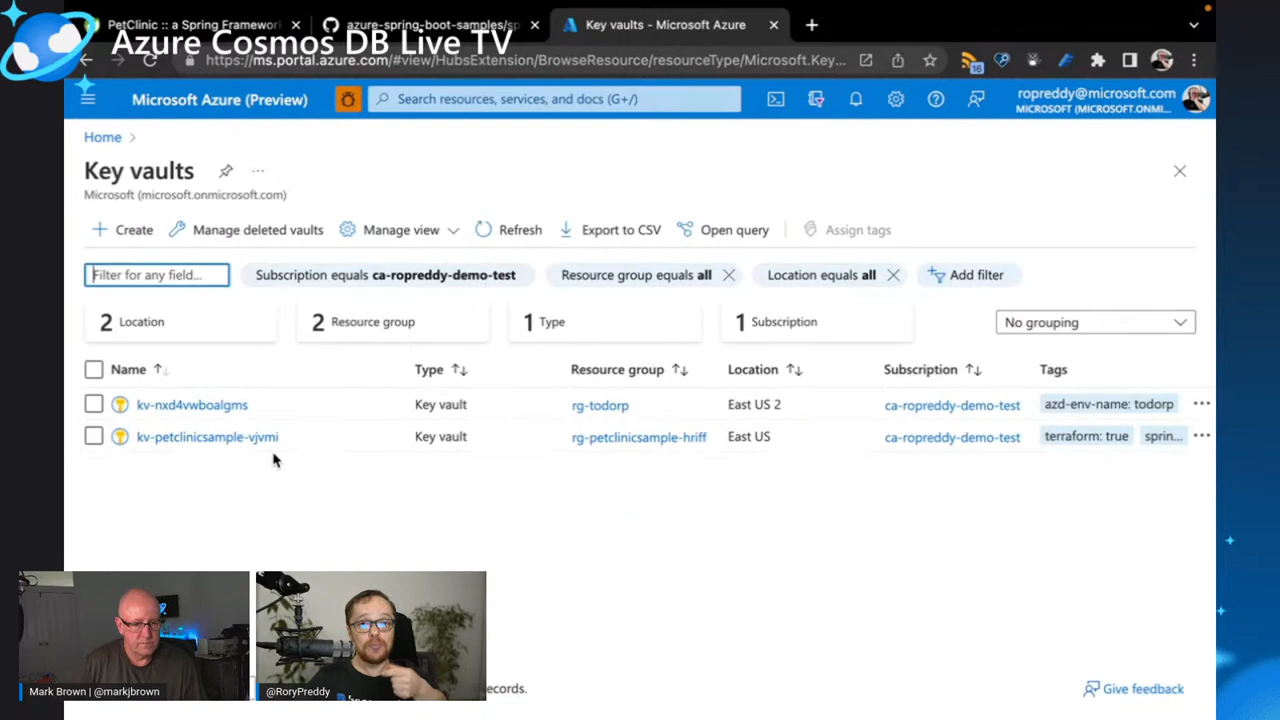 PetClinic :: a Spring Framework
azure-spring-boot-samples/sp
Key vaults - Microsoft Azure
Azure Cosmos DB Live TV
https://ms.portal.azure.com/#view/HubsExtension/BrowseResource/resourceType/Microsoft.Key...
16
Microsoft Azure (Preview)
Search resources, services, and docs (G+/)
ropreddy@microsoft.com
MICROSOFT (MICROSOFT.ONMI...
Home >
Key vaults
...
Microsoft (microsoft.onmicrosoft.com)
Create
Manage deleted vaults
Manage view
Refresh
Export to CSV
Open query
Assign tags
Filter for any field...
Subscription equals ca-ropreddy-demo-test
Resource group equals all
Location equals all
Add filter
2 Location
2 Resource group
1 Type
1 Subscription
No grouping
Name Type Resource group Location Subscription Tags
kv-nxd4vwboalgms Key vault rg-todorp East US 2 ca-ropreddy-demo-test azd-env-name: todorp ...
kv-petclinicsample-vjvmi Key vault rg-petclinicsample-hriff East US ca-ropreddy-demo-test terraform: true sprin... ...
Mark Brown | @markjbrown
@RoryPreddy
ecords.
Give feedback